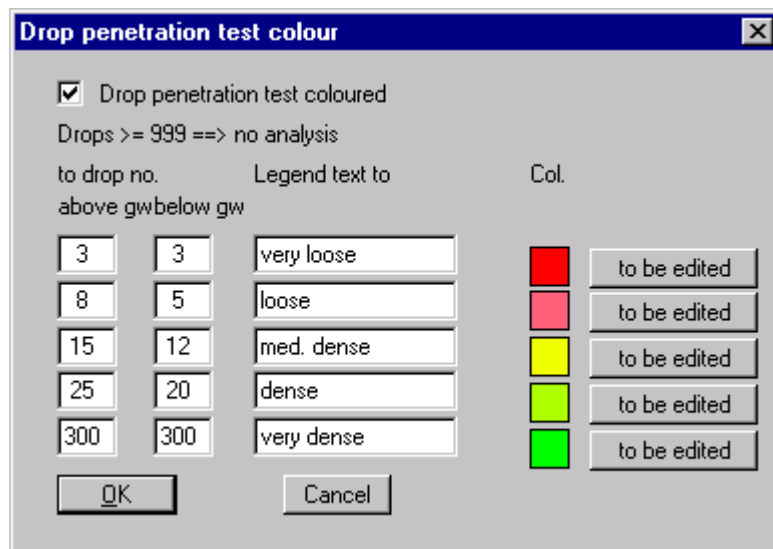 Drop penetration test colour
Drop penetration test coloured
Drops >= 999 ==> no analysis
to drop no. Legend text to Col.
above gwbelow gw
3 3 very loose to be edited
8 5 loose to be edited
15 12 med. dense to be edited
25 20 dense to be edited
300 300 very dense to be edited
OK Cancel